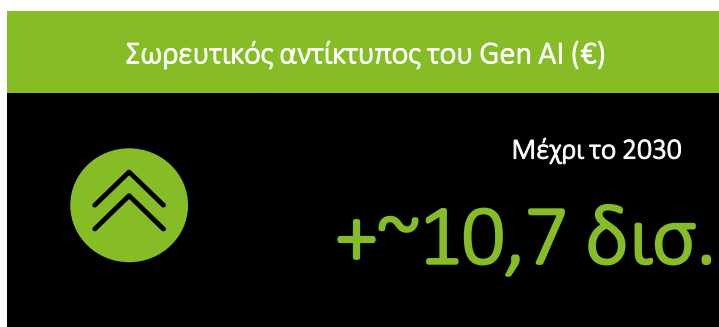 Σωρευτικός αντίκτυπος του Gen AI (€)
Μέχρι το 2030
+~10,7 δισ.